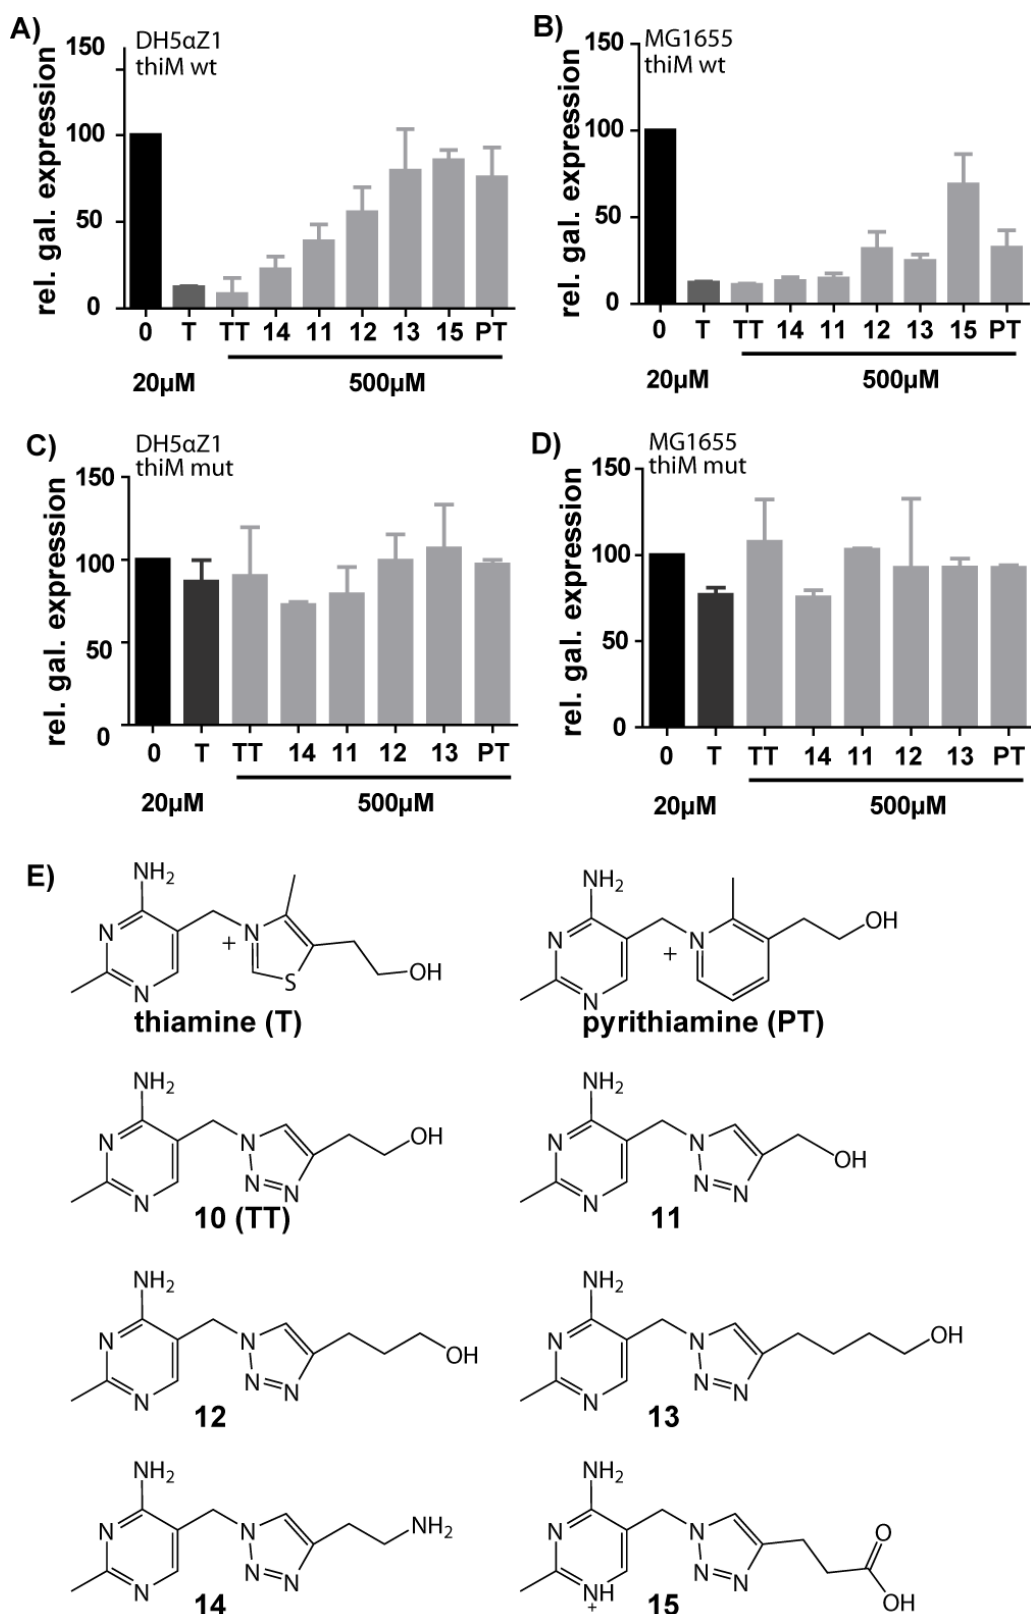 A)
DH5αZ1
thiM wt
rel. gal. expression
150
100
50
0
0 T TT 14 11 12 13 15 PT
20µM 500µM
B)
MG1655
thiM wt
rel. gal. expression
150
100
50
0
0 T TT 14 11 12 13 15 PT
20µM 500µM
C)
DH5αZ1
thiM mut
rel. gal. expression
150
100
50
0
0 T TT 14 11 12 13 PT
20µM 500µM
D)
MG1655
thiM mut
rel. gal. expression
150
100
50
0
0 T TT 14 11 12 13 PT
20µM 500µM
E)
NH2
N
N
N
+
S
OH
thiamine (T)
NH2
N
N
N
+
OH
pyrithiamine (PT)
NH2
N
N
N
N
N
OH
10 (TT)
NH2
N
N
N
N
N
OH
11
NH2
N
N
N
N
N
OH
12
NH2
N
N
N
N
N
OH
13
NH2
N
N
N
N
N
NH2
14
NH2
N
NH
+
N
N
N
O
OH
15